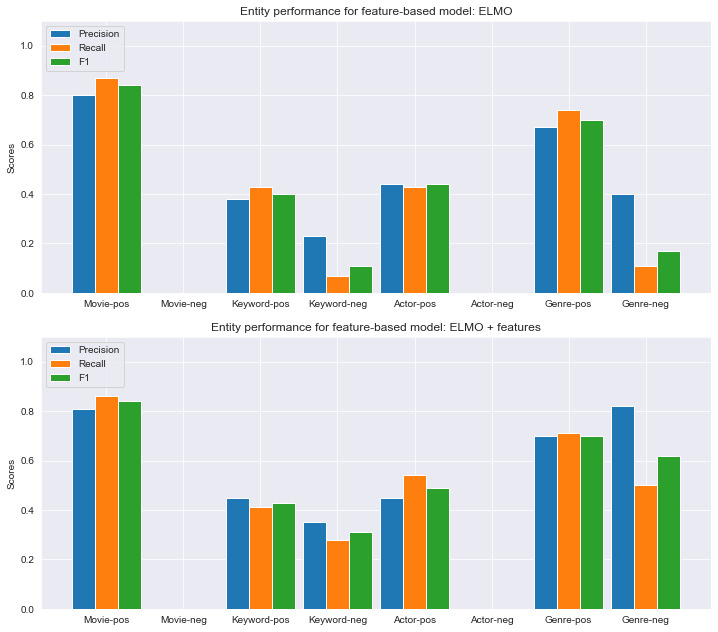 Entity performance for feature-based model: ELMO
Precision
Recall
F1
Scores
1.0
0.8
0.6
0.4
0.2
0.0
Movie-pos Movie-neg Keyword-pos Keyword-neg Actor-pos Actor-neg Genre-pos Genre-neg
Entity performance for feature-based model: ELMO + features
Precision
Recall
F1
Scores
1.0
0.8
0.6
0.4
0.2
0.0
Movie-pos Movie-neg Keyword-pos Keyword-neg Actor-pos Actor-neg Genre-pos Genre-neg